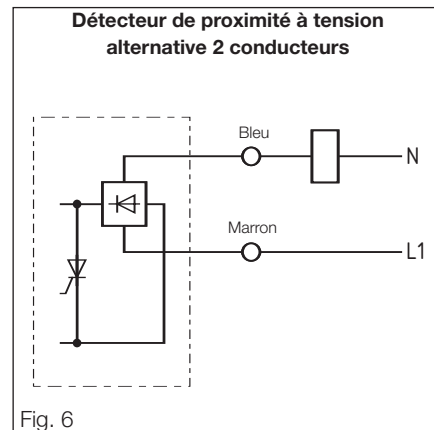 Détecteur de proximité à tension
alternative 2 conducteurs
Bleu
N
Marron
L1
Fig. 6